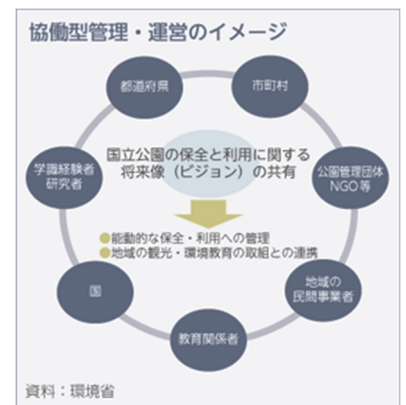 協働型管理・運営のイメージ
都道府県
市町村
国立公園の保全と利用に関する
将来像（ビジョン）の共有
学識経験者
研究者
公園管理団体
NGO等
●能動的な保全・利用への管理
●地域の観光・環境教育の取組との連携
国
地域の
民間事業者
教育関係者
資料：環境省